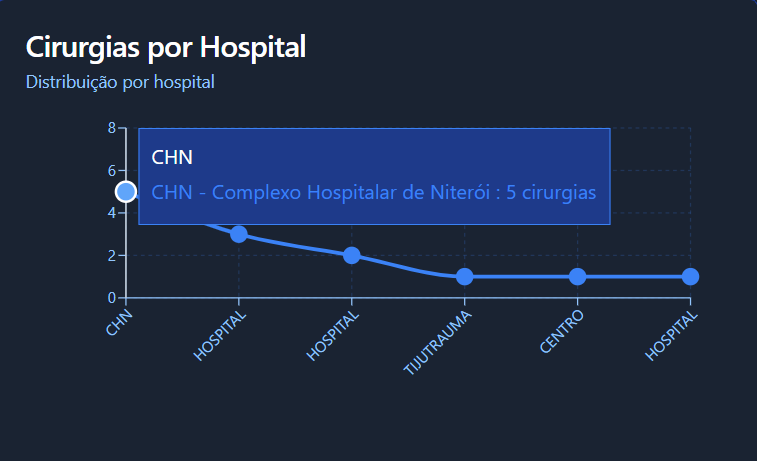 Cirurgias por Hospital
Distribuição por hospital
8
6
4
2
0
CHN
CHN - Complexo Hospitalar de Niterói : 5 cirurgias
CHN
HOSPITAL
HOSPITAL
TIJUTRAUMA
CENTRO
HOSPITAL